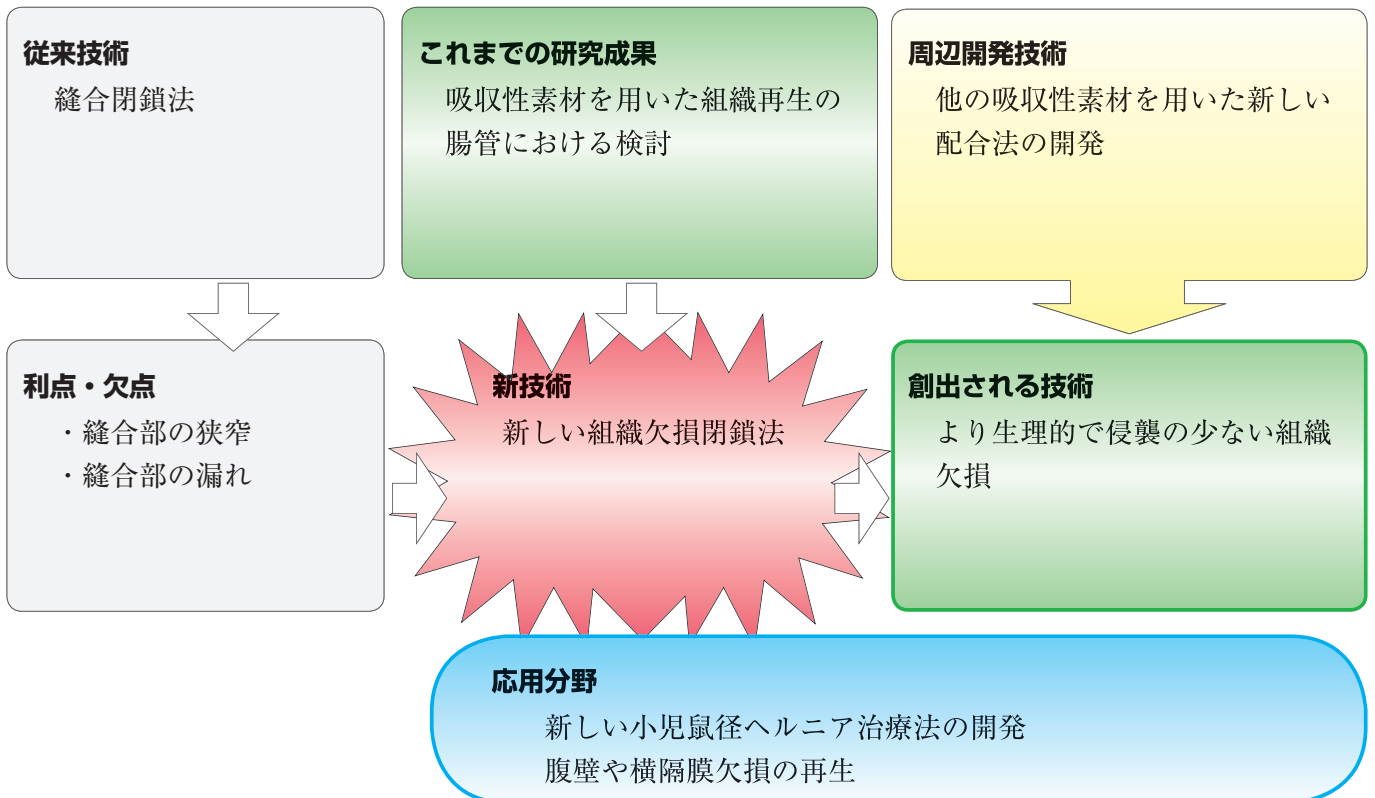 従来技術
縫合閉鎖法
これまでの研究成果
吸収性素材を用いた組織再生の
腸管における検討
周辺開発技術
他の吸収性素材を用いた新しい
配合法の開発
利点・欠点
・縫合部の狭窄
・縫合部の漏れ
新技術
新しい組織欠損閉鎖法
創出される技術
より生理的で侵襲の少ない組織
欠損
応用分野
新しい小児鼠径ヘルニア治療法の開発
腹壁や横隔膜欠損の再生